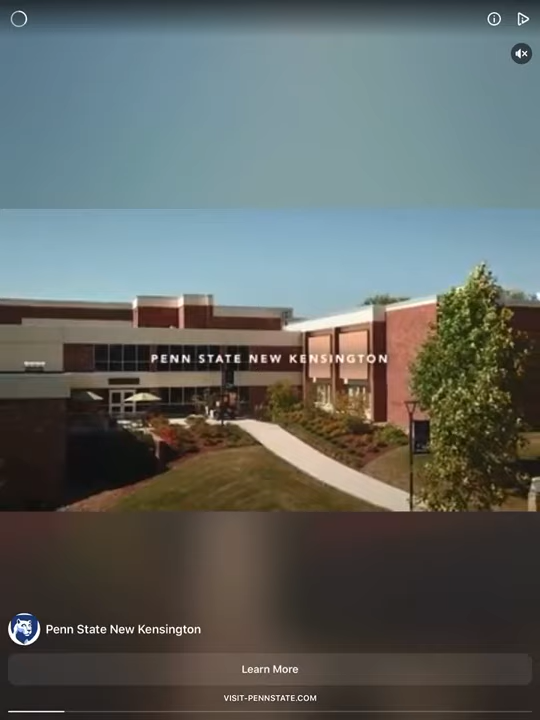 PENN STATE NEW KENSINGTON
Penn State New Kensington
Learn More
VISIT-PENNSTATE.COM